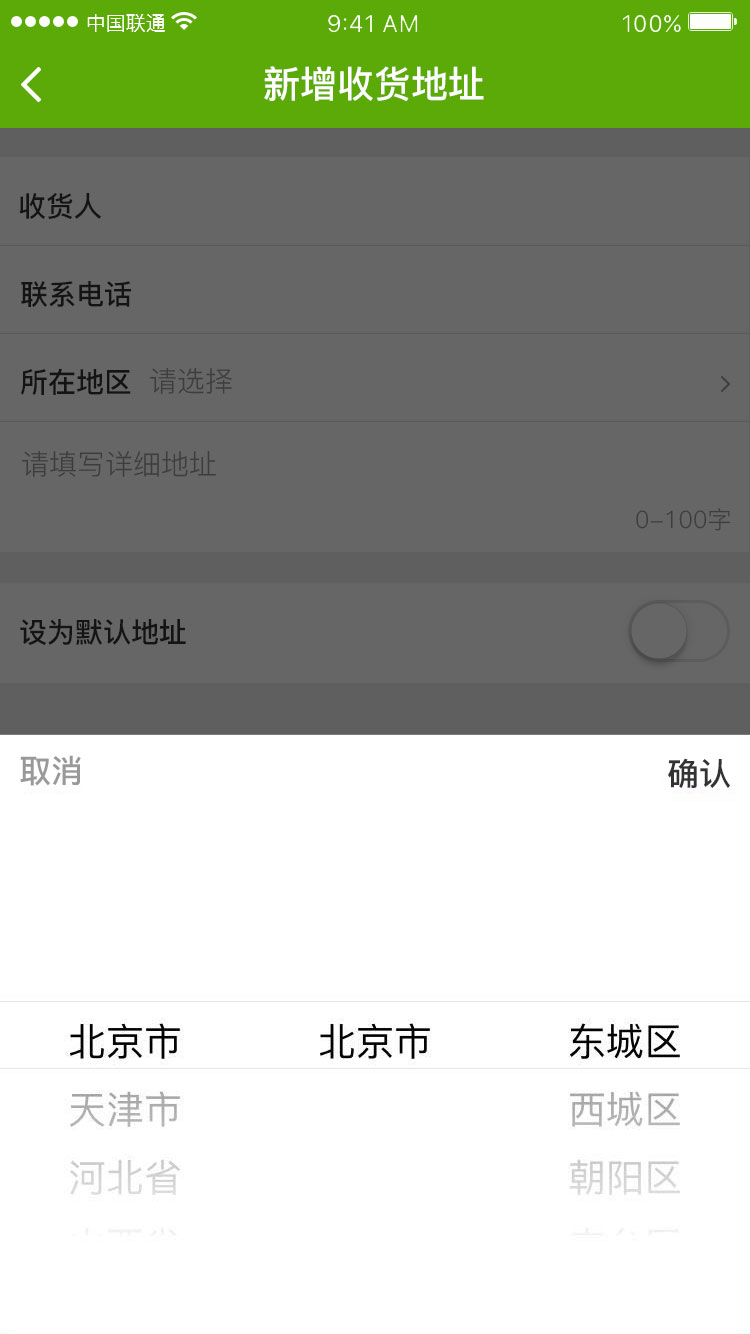 中国联通 9:41 AM 100%
新增收货地址
收货人
联系电话
所在地区 请选择
请填写详细地址
0-100字
设为默认地址
取消 确认
北京市 北京市 东城区
天津市 西城区
河北省 朝阳区